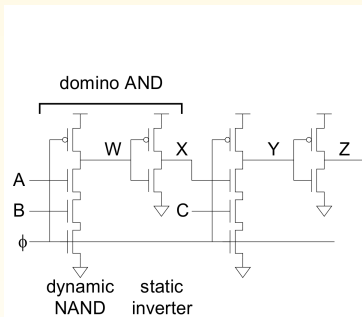 domino AND
W
X
Y
Z
A
B
C
ϕ
dynamic
NAND
static
inverter